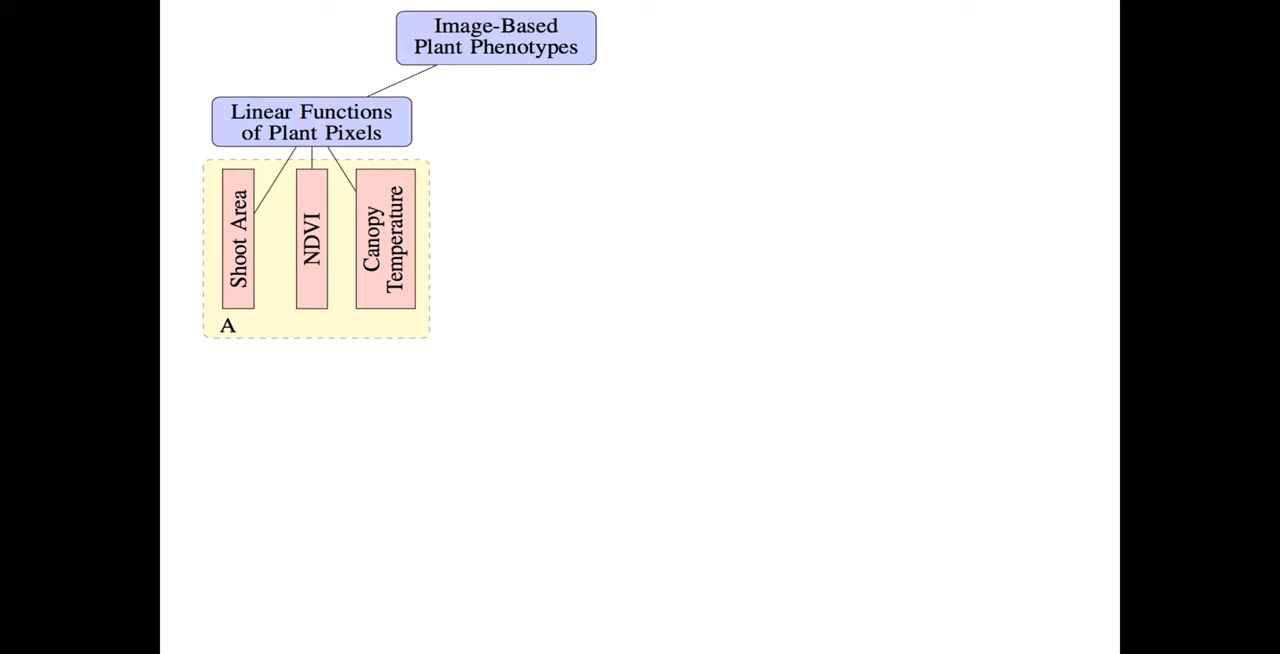 Image-Based
Plant Phenotypes
Linear Functions
of Plant Pixels
Shoot Area
NDVI
Canopy
Temperature
A